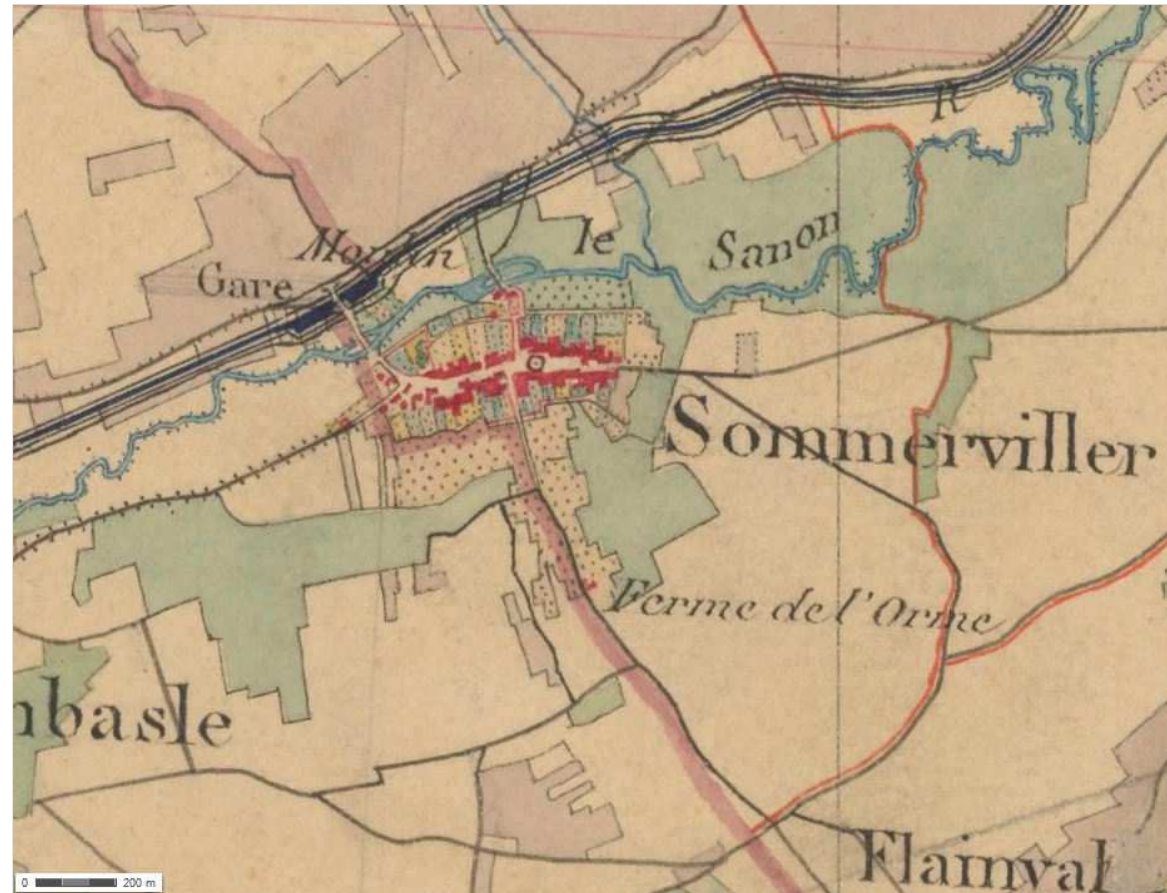 R
le
Sanon
Moulin
Gare
Sommerviller
Ferme de l'Orme
nbasle
Flainval
0 200 m